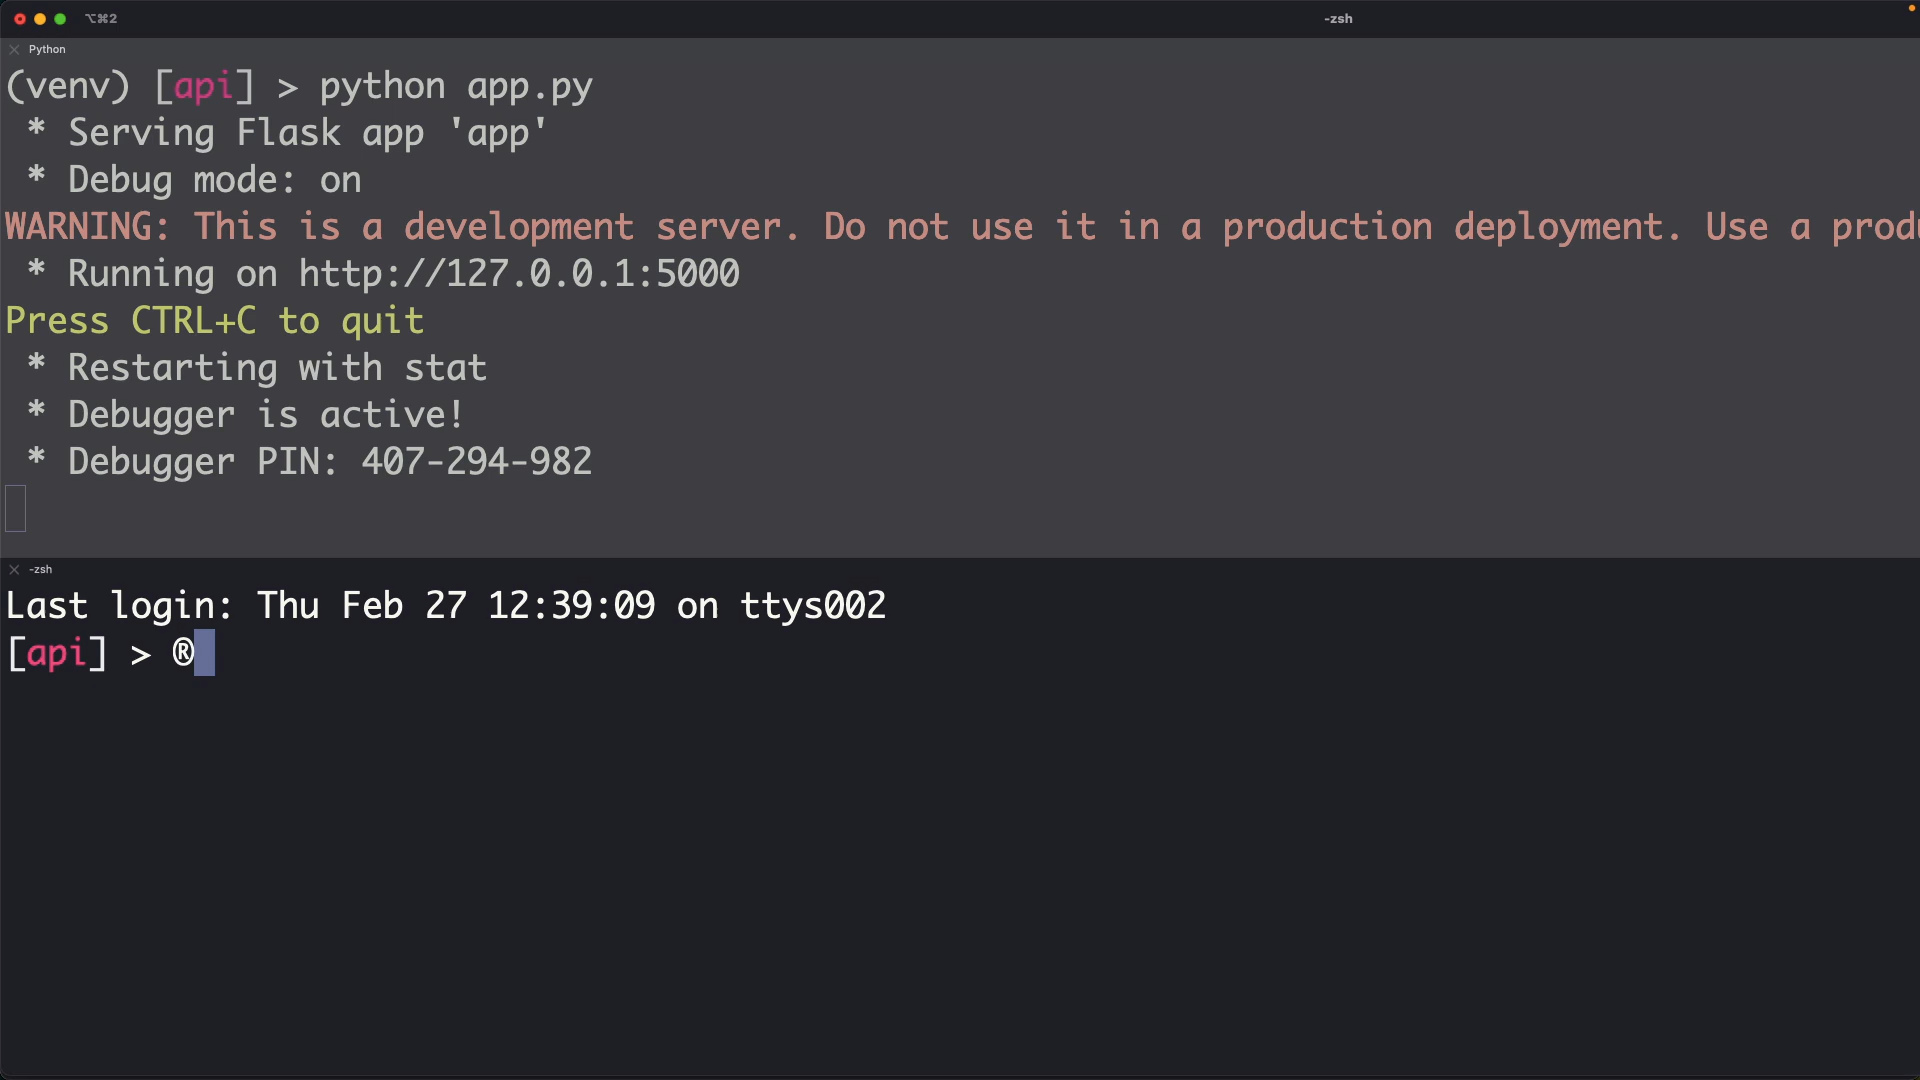 ⌥⌘2
-zsh
Python
(venv) [api] > python app.py
* Serving Flask app 'app'
* Debug mode: on
WARNING: This is a development server. Do not use it in a production deployment. Use a prod
* Running on http://127.0.0.1:5000
Press CTRL+C to quit
* Restarting with stat
* Debugger is active!
* Debugger PIN: 407-294-982
-zsh
Last login: Thu Feb 27 12:39:09 on ttys002
[api] > ®